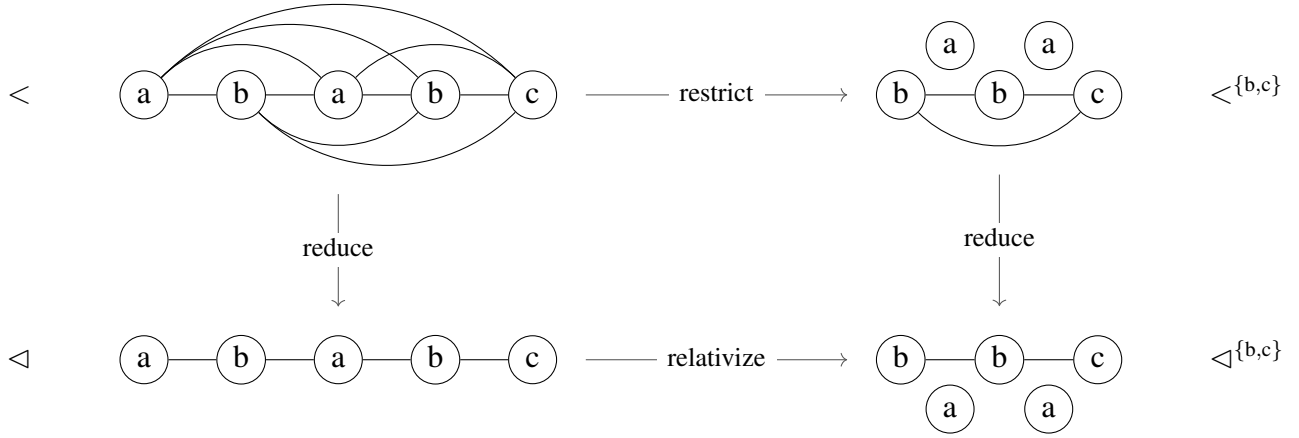 a a
< a b a b c restrict b b c <^{b,c}
reduce reduce
⊲ a b a b c relativize b b c ⊲^{b,c}
a a